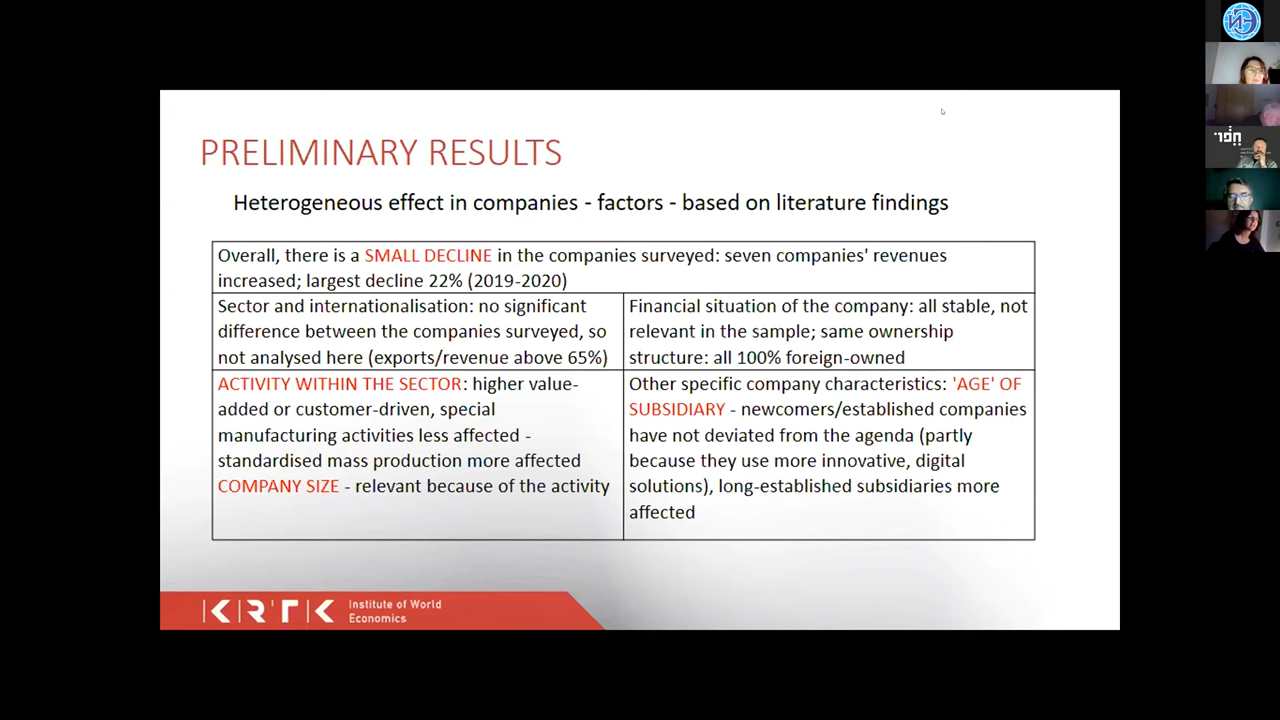 PRELIMINARY RESULTS
Heterogeneous effect in companies - factors - based on literature findings
Overall, there is a SMALL DECLINE in the companies surveyed: seven companies' revenues
increased; largest decline 22% (2019-2020)
Sector and internationalisation: no significant
difference between the companies surveyed, so
not analysed here (exports/revenue above 65%)
Financial situation of the company: all stable, not
relevant in the sample; same ownership
structure: all 100% foreign-owned
ACTIVITY WITHIN THE SECTOR: higher value-
added or customer-driven, special
manufacturing activities less affected -
standardised mass production more affected
COMPANY SIZE - relevant because of the activity
Other specific company characteristics: 'AGE' OF
SUBSIDIARY - newcomers/established companies
have not deviated from the agenda (partly
because they use more innovative, digital
solutions), long-established subsidiaries more
affected
KRTK
Institute of World
Economics